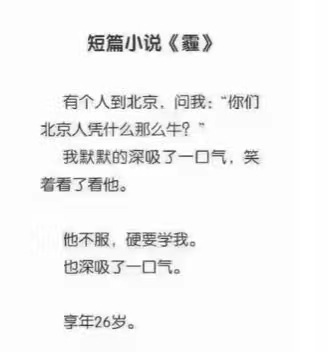 短篇小说《霾》
有个人到北京，问我：“你们
北京人凭什么那么牛？”
我默默的深吸了一口气，笑
着看了看他。
他不服，硬要学我。
也深吸了一口气。
享年26岁。